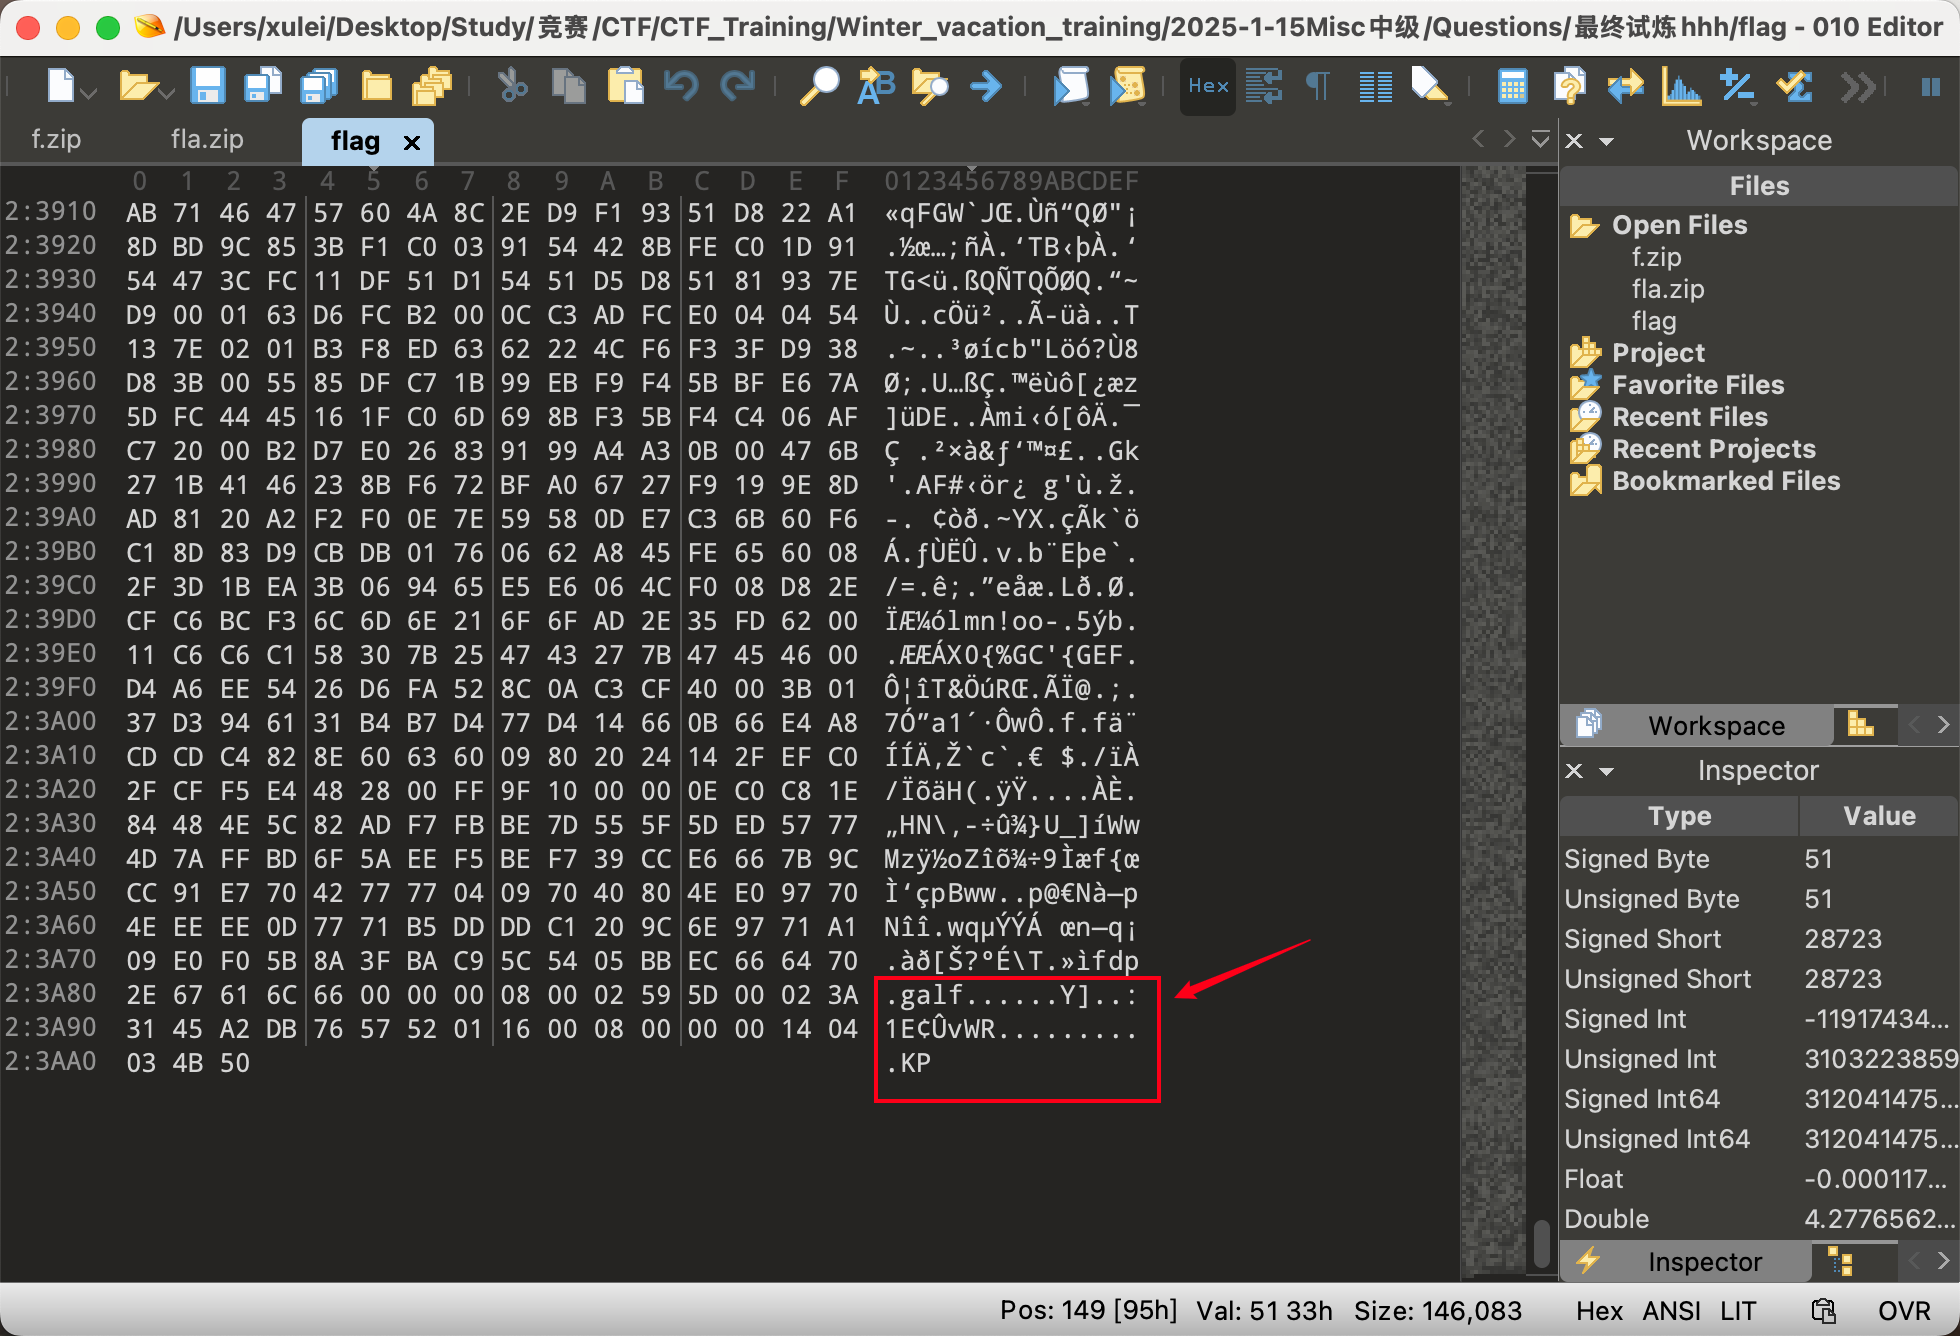 /Users/xulei/Desktop/Study/竞赛/CTF/CTF_Training/Winter_vacation_training/2025-1-15Misc中级/Questions/最终试炼hhh/flag - 010 Editor
Hex
f.zip fla.zip flag
Workspace
0 1 2 3 4 5 6 7 8 9 A B C D E F 0123456789ABCDEF
2:3910 AB 71 46 47 57 60 4A 8C 2E D9 F1 93 51 D8 22 A1 «qFGW`JŒ.Ùñ“QØ"¡
2:3920 8D BD 9C 85 3B F1 C0 03 91 54 42 8B FE C0 1D 91 .½œ…;ñÀ.‘TB‹þÀ.‘
2:3930 54 47 3C FC 11 DF 51 D1 54 51 D5 D8 51 81 93 7E TG<ü.ßQÑTQÕØQ.“~
2:3940 D9 00 01 63 D6 FC B2 00 0C C3 AD FC E0 04 04 54 Ù..cÖü²..Ã-üà..T
2:3950 13 7E 02 01 B3 F8 ED 63 62 22 4C F6 F3 3F D9 38 .~..³øícb"Löó?Ù8
2:3960 D8 3B 00 55 85 DF C7 1B 99 EB F9 F4 5B BF E6 7A Ø;.U…ßÇ.™ëùô[¿æz
2:3970 5D FC 44 45 16 1F C0 6D 69 8B F3 5B F4 C4 06 AF ]üDE..Àmi‹ó[ôÄ.¯
2:3980 C7 20 00 B2 D7 E0 26 83 91 99 A4 A3 0B 00 47 6B Ç .²×à&ƒ‘™¤£..Gk
2:3990 27 1B 41 46 23 8B F6 72 BF A0 67 27 F9 19 9E 8D '.AF#‹ör¿ g'ù.ž.
2:39A0 AD 81 20 A2 F2 F0 0E 7E 59 58 0D E7 C3 6B 60 F6 -. ¢òð.~YX.çÃk`ö
2:39B0 C1 8D 83 D9 CB DB 01 76 06 62 A8 45 FE 65 60 08 Á.ƒÙËÛ.v.b¨Eþe`.
2:39C0 2F 3D 1B EA 3B 06 94 65 E5 E6 06 4C F0 08 D8 2E /=.ê;.”eåæ.Lð.Ø.
2:39D0 CF C6 BC F3 6C 6D 6E 21 6F 6F AD 2E 35 FD 62 00 ÏÆ¼ólmn!oo-.5ýb.
2:39E0 11 C6 C6 C1 58 30 7B 25 47 43 27 7B 47 45 46 00 .ÆÆÁX0{%GC'{GEF.
2:39F0 D4 A6 EE 54 26 D6 FA 52 8C 0A C3 CF 40 00 3B 01 Ô¦îT&ÖúRŒ.ÃÏ@.;.
2:3A00 37 D3 94 61 31 B4 B7 D4 77 D4 14 66 0B 66 E4 A8 7Ó”a1´·ÔwÔ.f.fä¨
2:3A10 CD CD C4 82 8E 60 63 60 09 80 20 24 14 2F EF C0 ÍÍÄ‚Ž`c`.€ $./ïÀ
2:3A20 2F CF F5 E4 48 28 00 FF 9F 10 00 00 0E C0 C8 1E /ÏõäH(.ÿŸ....ÀÈ.
2:3A30 84 48 4E 5C 82 AD F7 FB BE 7D 55 5F 5D ED 57 77 „HN\‚-÷û¾}U_]íWw
2:3A40 4D 7A FF BD 6F 5A EE F5 BE F7 39 CC E6 66 7B 9C Mzÿ½oZîõ¾÷9Ìæf{œ
2:3A50 CC 91 E7 70 42 77 77 04 09 70 40 80 4E E0 97 70 Ì‘çpBww..p@€Nà—p
2:3A60 4E EE EE 0D 77 71 B5 DD DD C1 20 9C 6E 97 71 A1 Nîî.wqµÝÝÁ œn—q¡
2:3A70 09 E0 F0 5B 8A 3F BA C9 5C 54 05 BB EC 66 64 70 .àð[Š?ºÉ\T.»ìfdp
2:3A80 2E 67 61 6C 66 00 00 00 08 00 02 59 5D 00 02 3A .galf......Y]..:
2:3A90 31 45 A2 DB 76 57 52 01 16 00 08 00 00 00 14 04 1E¢ÛvWR.........
2:3AA0 03 4B 50 .KP
Files
Open Files
f.zip
fla.zip
flag
Project
Favorite Files
Recent Files
Recent Projects
Bookmarked Files
Workspace
Inspector
Type Value
Signed Byte 51
Unsigned Byte 51
Signed Short 28723
Unsigned Short 28723
Signed Int -11917434...
Unsigned Int 3103223859
Signed Int64 312041475...
Unsigned Int64 312041475...
Float -0.000117...
Double 4.2776562...
Inspector
Pos: 149 [95h] Val: 51 33h Size: 146,083 Hex ANSI LIT OVR